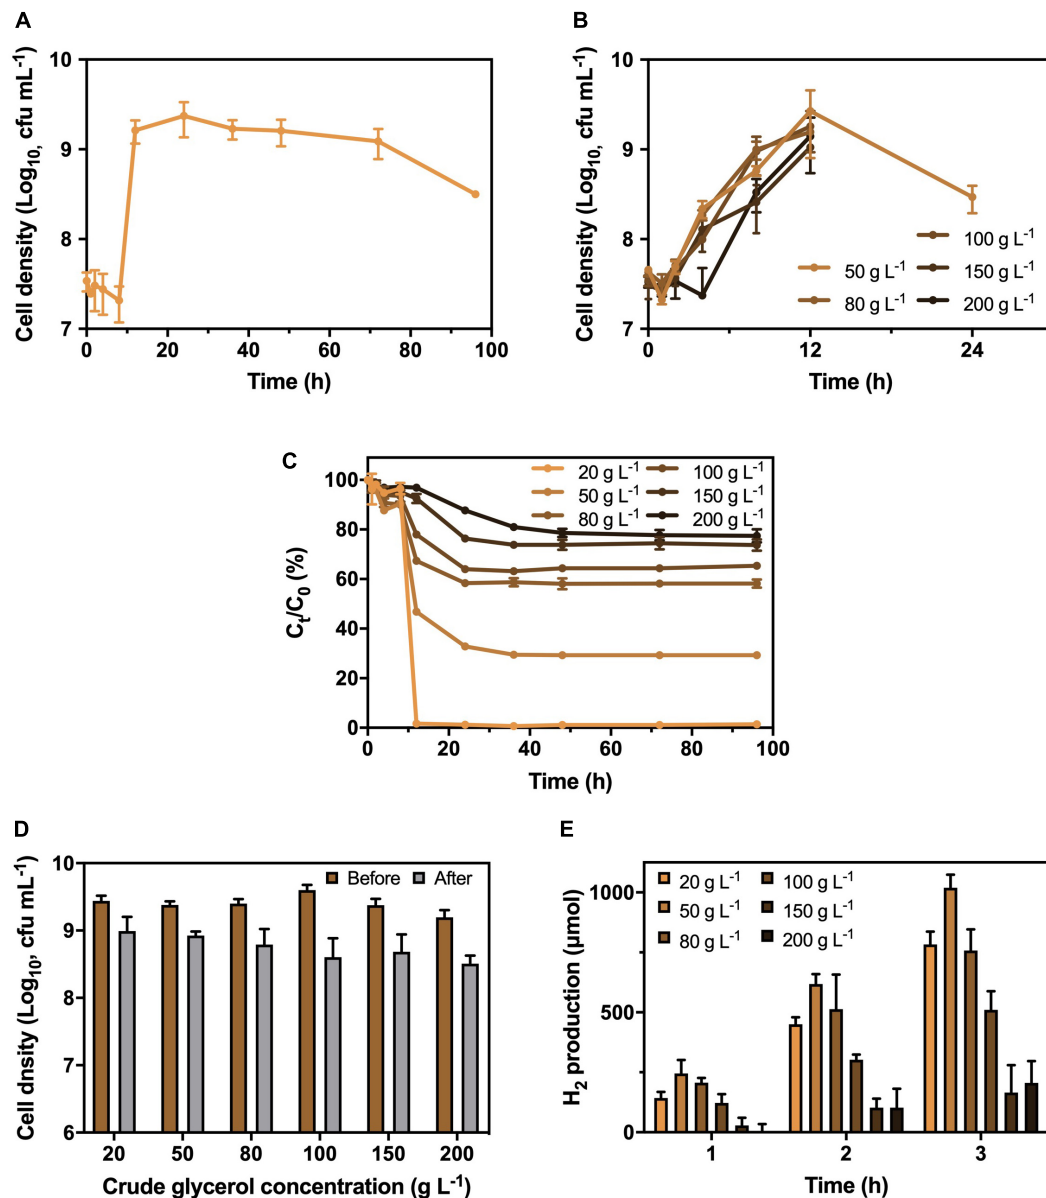 A
Cell density (Log10, cfu mL-1)
10
9
8
7
0 20 40 60 80 100
Time (h)
B
Cell density (Log10, cfu mL-1)
10
9
8
7
100 g L-1
50 g L-1 150 g L-1
80 g L-1 200 g L-1
0 12 24
Time (h)
C
Ct/C0 (%)
100
80
60
40
20
0
20 g L-1 100 g L-1
50 g L-1 150 g L-1
80 g L-1 200 g L-1
0 20 40 60 80 100
Time (h)
D
Cell dnsity (Log10, cfu mL-1)
10
9
8
7
6
Before After
20 50 80 100 150 200
Crude glycerol concentration (g L-1)
E
H2 production (µmol)
1000
500
0
20 g L-1 100 g L-1
50 g L-1 150 g L-1
80 g L-1 200 g L-1
1 2 3
Time (h)